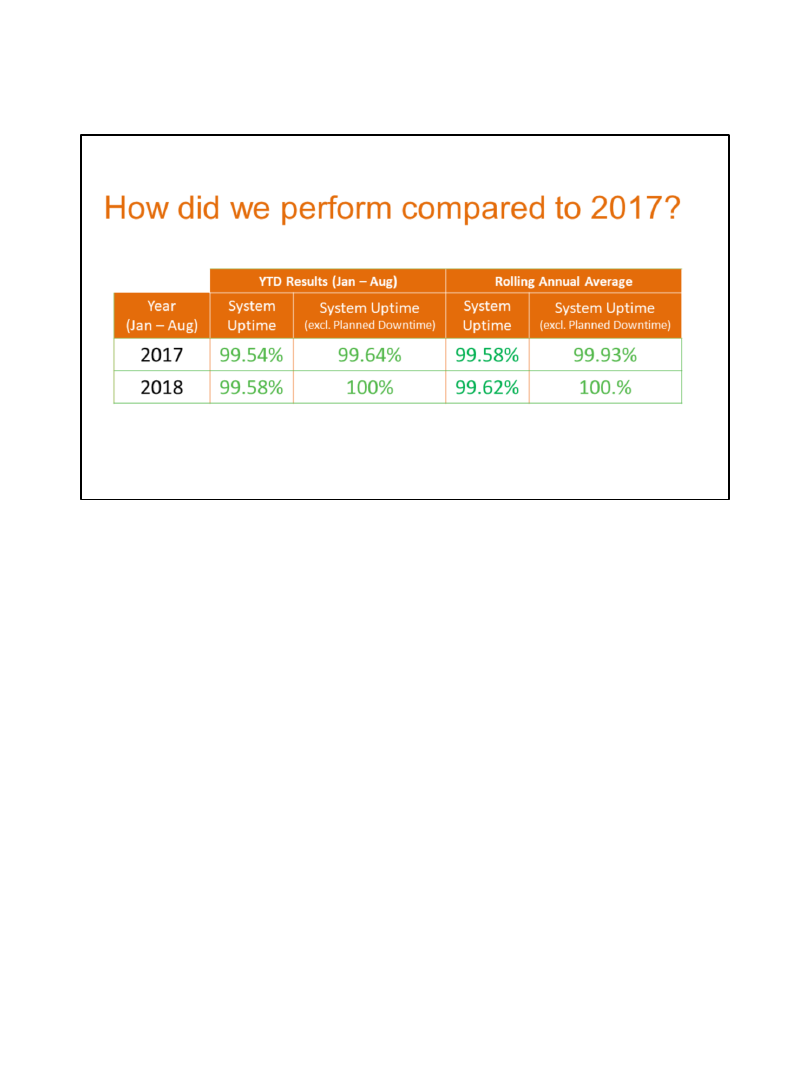 How did we perform compared to 2017?
YTD Results (Jan – Aug) Rolling Annual Average
Year (Jan – Aug) System Uptime System Uptime (excl. Planned Downtime) System Uptime System Uptime (excl. Planned Downtime)
2017 99.54% 99.64% 99.58% 99.93%
2018 99.58% 100% 99.62% 100.%